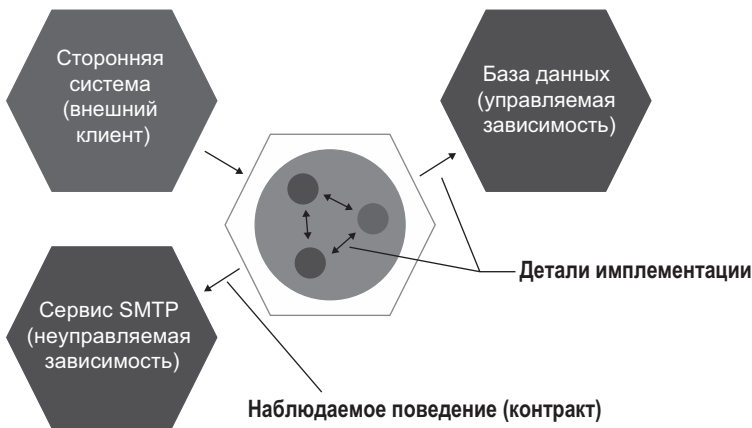 Сторонняя
система
(внешний
клиент)
База данных
(управляемая
зависимость)
Детали имплементации
Сервис SMTP
(неуправляемая
зависимость)
Наблюдаемое поведение (контракт)